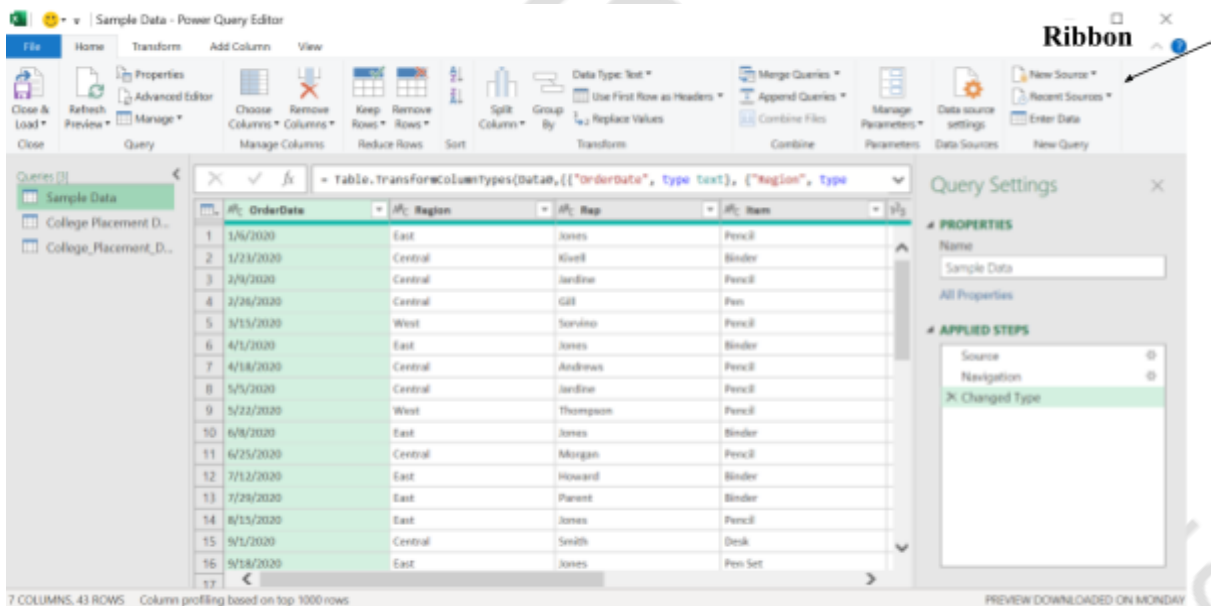 Sample Data - Power Query Editor
Ribbon
File Home Transform Add Column View
Close & Load
Refresh Preview
Properties
Advanced Editor
Manage
Choose Columns
Remove Columns
Keep Rows
Remove Rows
Split Column
Group By
Data Type: Text
Use First Row as Headers
Replace Values
Merge Queries
Append Queries
Combine Files
Manage Parameters
Data source settings
New Source
Recent Sources
Enter Data
Close Query Manage Columns Reduce Rows Sort Transform Combine Parameters Data Sources New Query
Queries [3]
Sample Data
College Placement D...
College_Placement_D...
= Table.TransformColumnTypes(Data0,{{"OrderDate", type text}, {"Region", type
OrderDate Region Rep Item
1 1/6/2020 East Jones Pencil
2 1/23/2020 Central Kivell Binder
3 2/9/2020 Central Jardine Pencil
4 2/26/2020 Central Gill Pen
5 3/15/2020 West Sorvino Pencil
6 4/1/2020 East Jones Binder
7 4/18/2020 Central Andrews Pencil
8 5/5/2020 Central Jardine Pencil
9 5/22/2020 West Thompson Pencil
10 6/8/2020 East Jones Binder
11 6/25/2020 Central Morgan Pencil
12 7/12/2020 East Howard Binder
13 7/29/2020 East Parent Binder
14 8/15/2020 East Jones Pencil
15 9/1/2020 Central Smith Desk
16 9/18/2020 East Jones Pen Set
17
Query Settings
PROPERTIES
Name
Sample Data
All Properties
APPLIED STEPS
Source
Navigation
Changed Type
7 COLUMNS, 43 ROWS Column profiling based on top 1000 rows
PREVIEW DOWNLOADED ON MONDAY